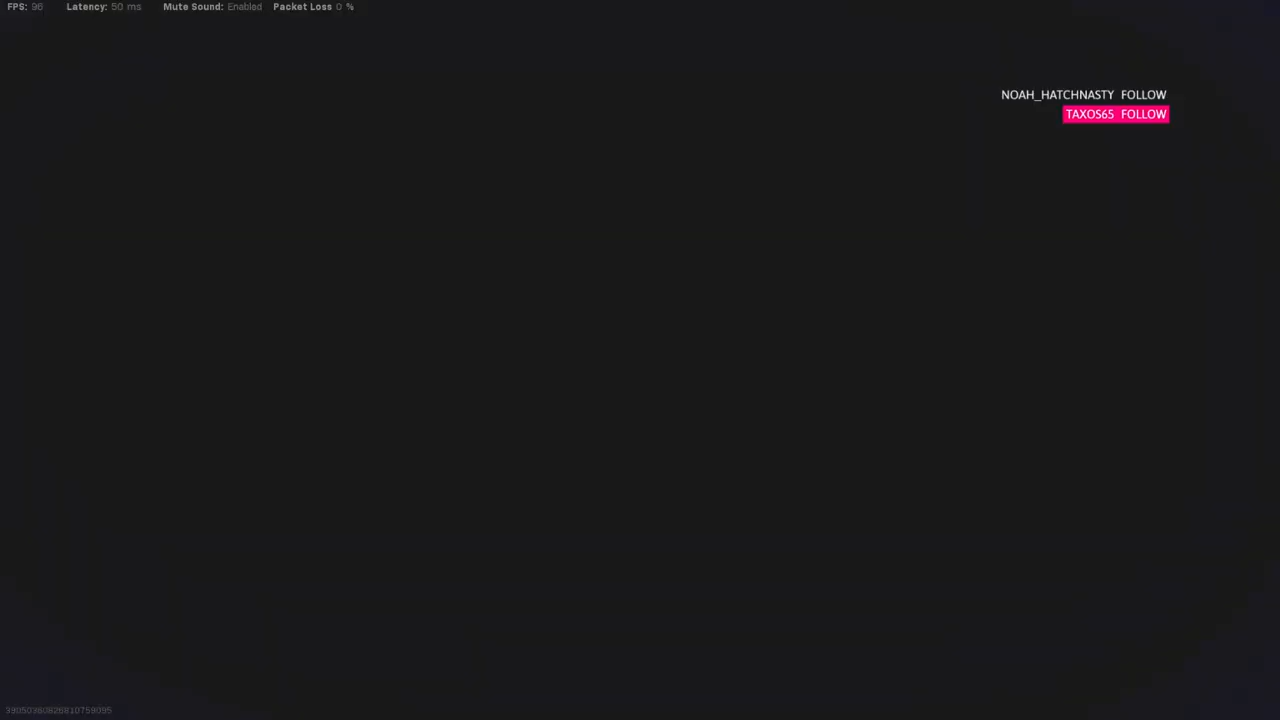 FPS: 96 Latency: 50 ms Mute Sound: Enabled Packet Loss 0 %
NOAH_HATCHNASTY FOLLOW
TAXOS65 FOLLOW